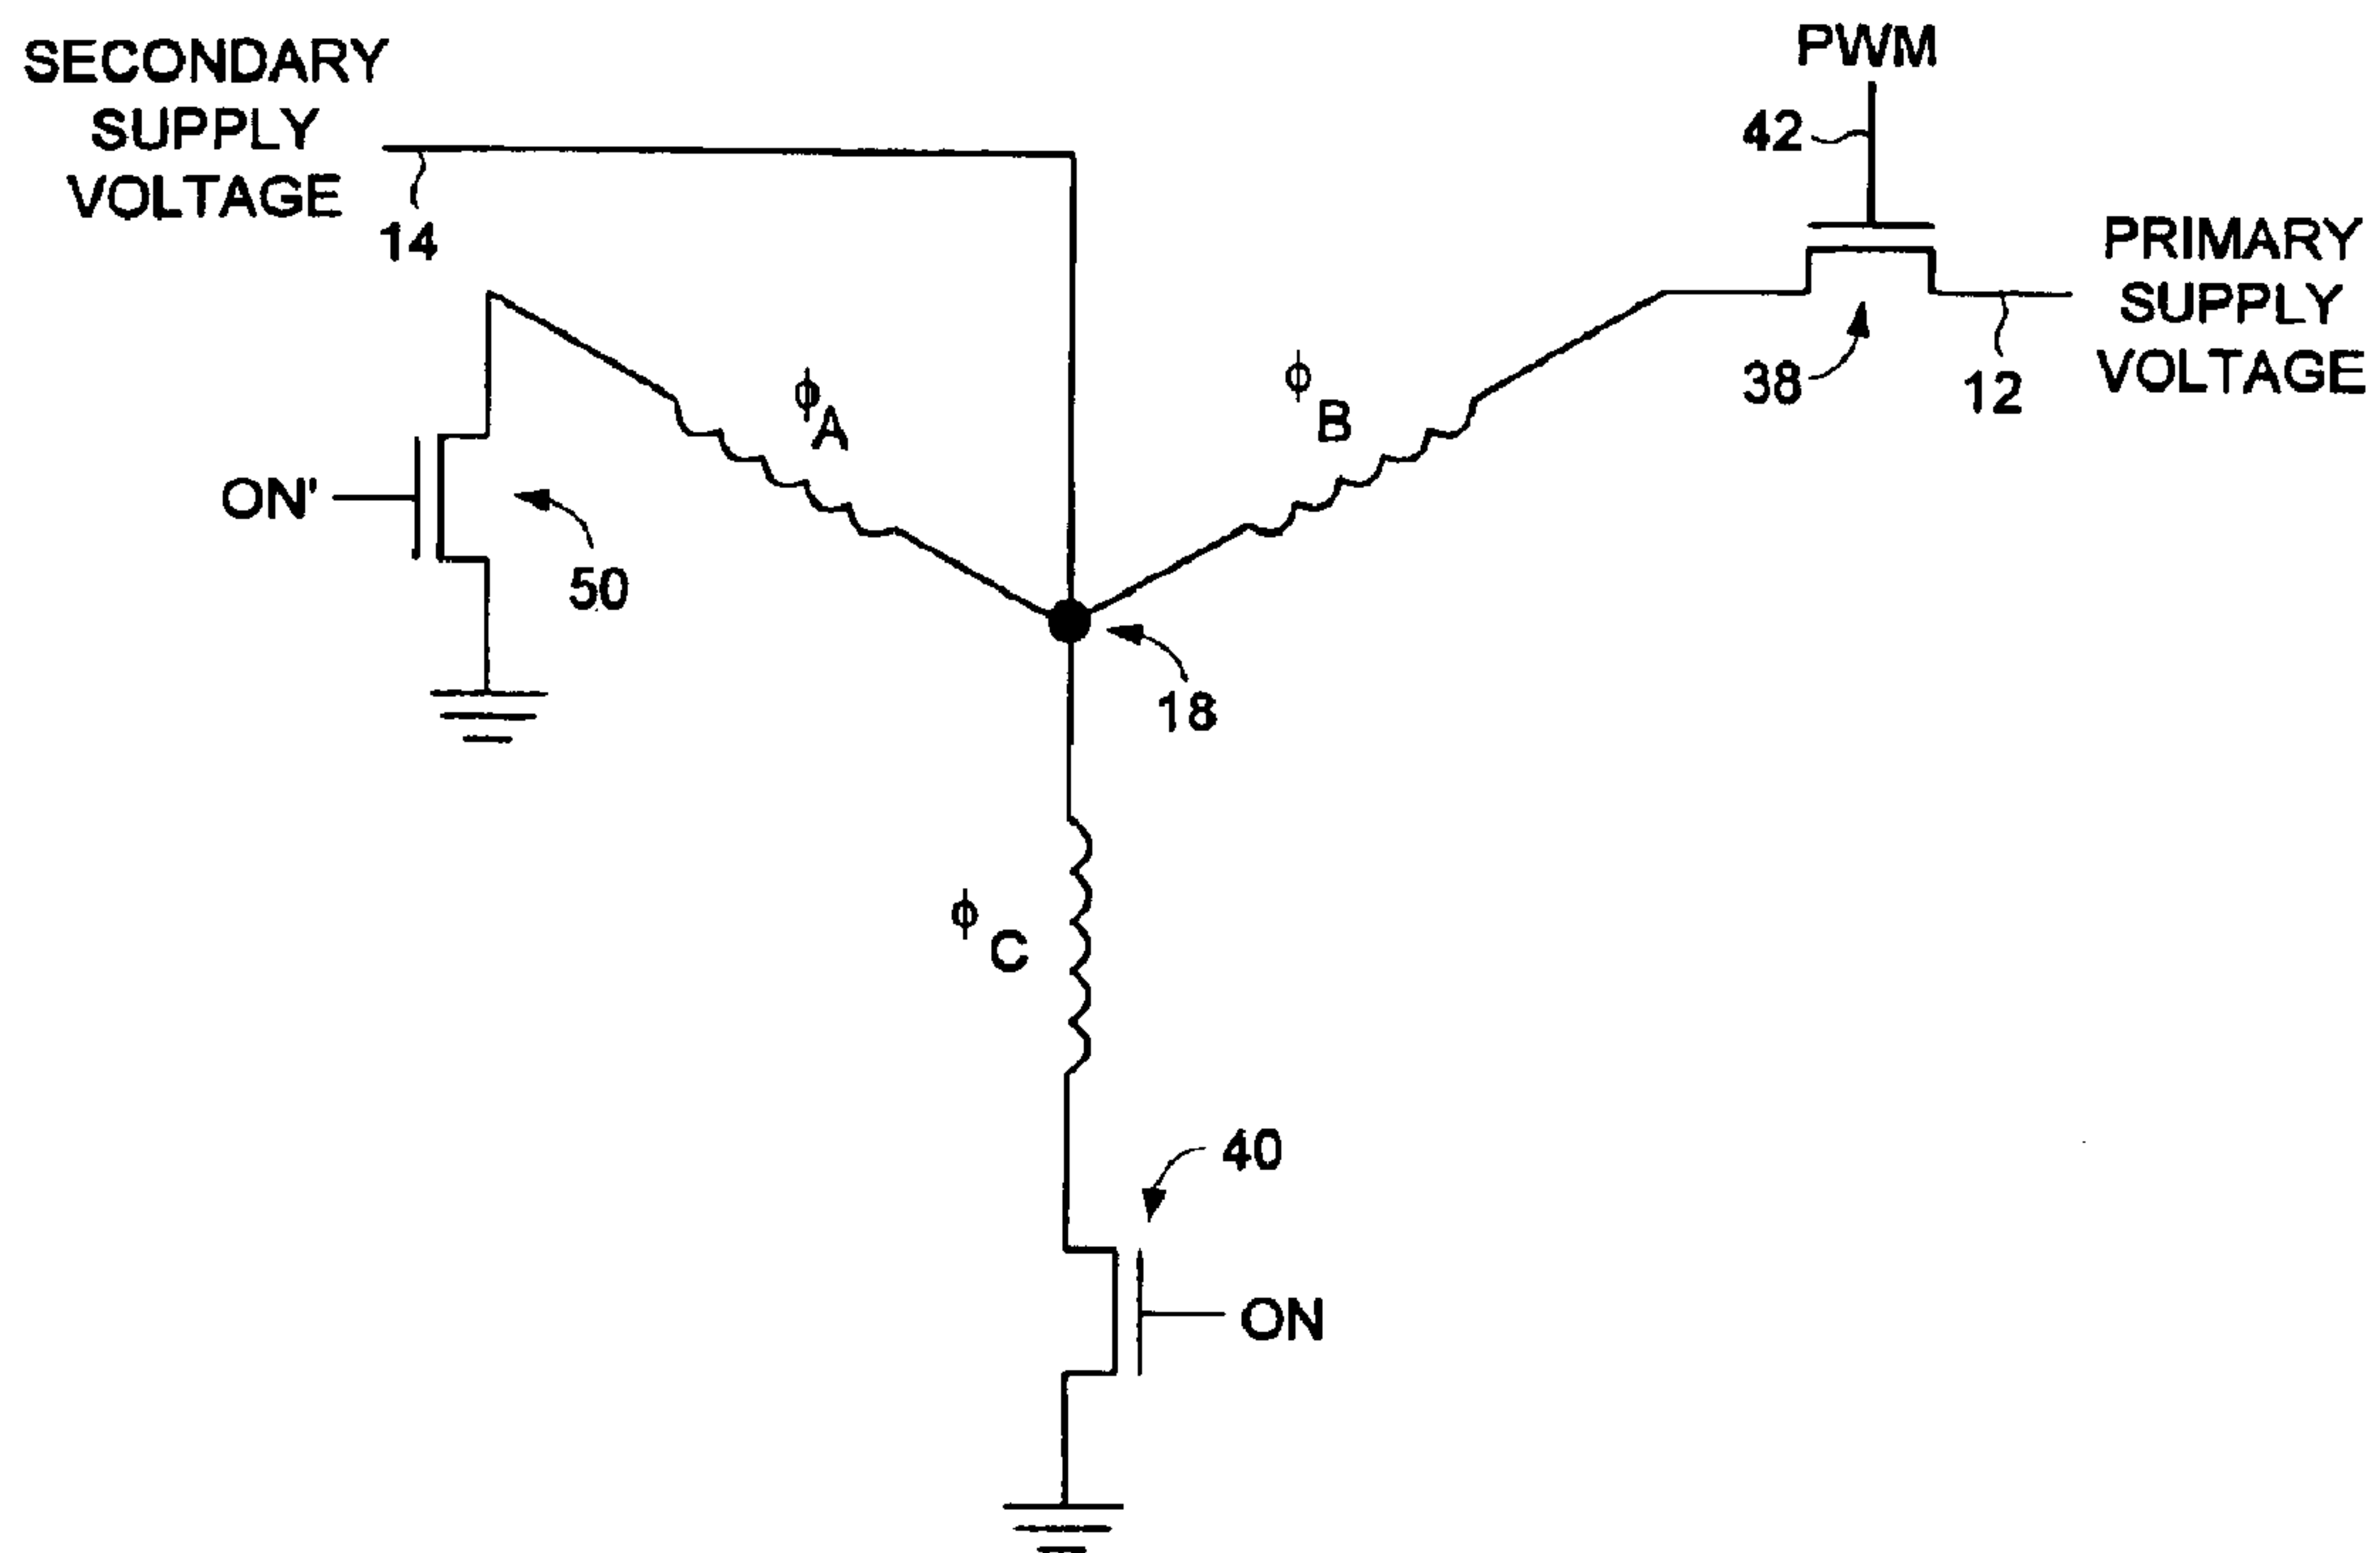 SECONDARY
SUPPLY
VOLTAGE
14
PWM
42
PRIMARY
SUPPLY
VOLTAGE
38
12
ϕA
ϕB
ON'
50
18
ϕC
40
ON